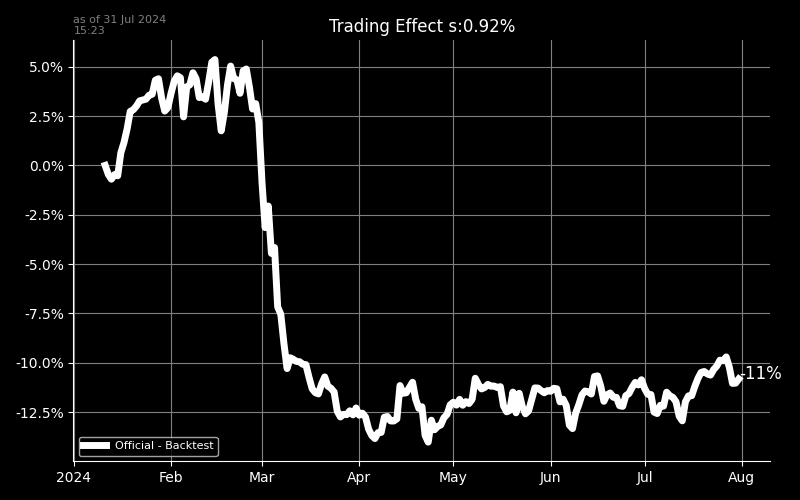 as of 31 Jul 2024
15:23
Trading Effect s:0.92%
5.0%
2.5%
0.0%
-2.5%
-5.0%
-7.5%
-10.0%
-12.5%
-11%
Official - Backtest
2024 Feb Mar Apr May Jun Jul Aug